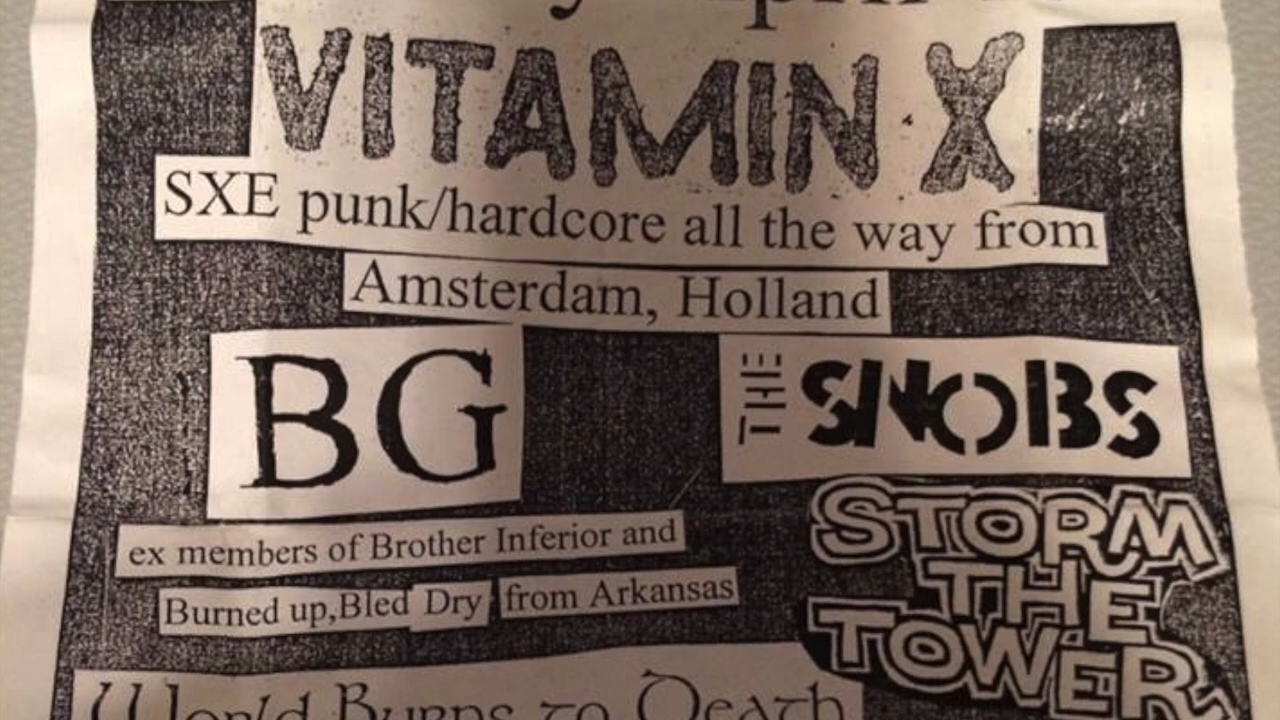 VITAMIN X
SXE punk/hardcore all the way from
Amsterdam, Holland
BG
THE SNOBS
ex members of Brother Inferior and
Burned up,Bled Dry from Arkansas
STORM
THE
TOWER
World Burns to Death